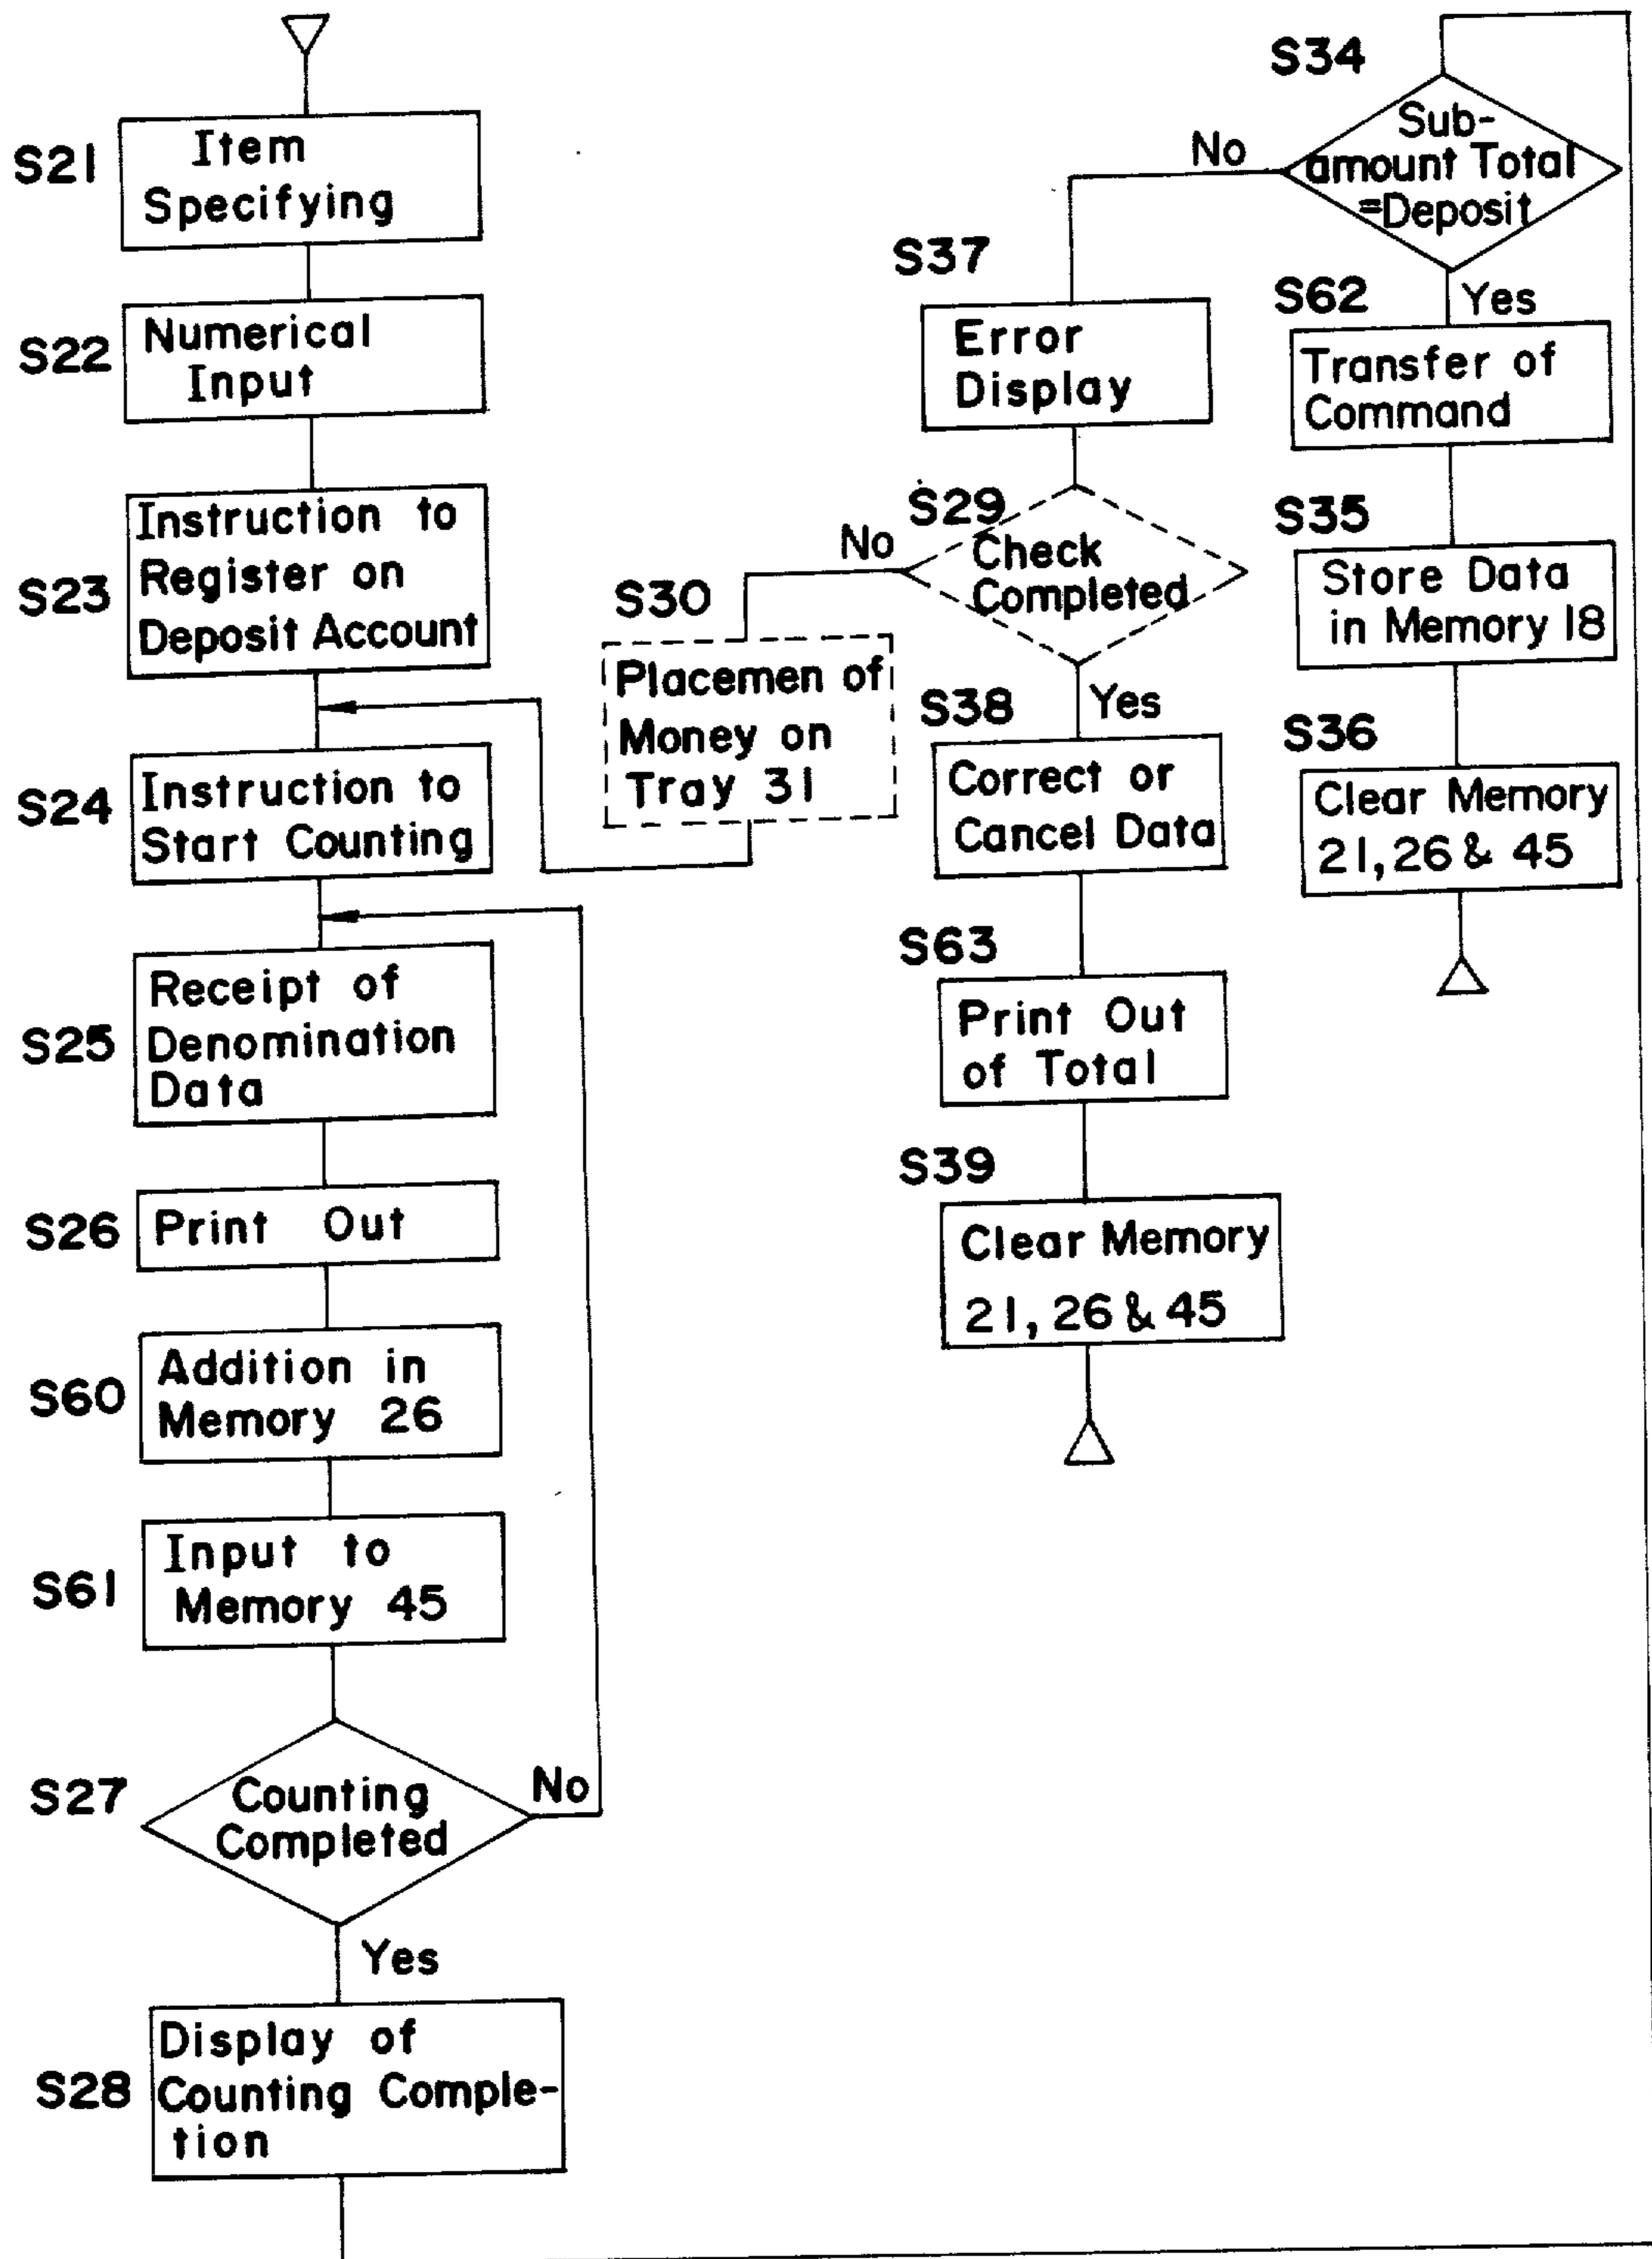 S21
Item
Specifying
S22
Numerical
Input
S23
Instruction to
Register on
Deposit Account
S24
Instruction to
Start Counting
S25
Receipt of
Denomination
Data
S26
Print Out
S60
Addition in
Memory 26
S61
Input to
Memory 45
S27
Counting
Completed
No
Yes
S28
Display of
Counting Comple-
tion
S34
Sub-
amount Total
=Deposit
No
Yes
S37
Error
Display
S29
Check
Completed
No
Yes
S30
Placemen of
Money on
Tray 31
S38
Correct or
Cancel Data
S63
Print Out
of Total
S39
Clear Memory
21, 26 & 45
S62
Transfer of
Command
S35
Store Data
in Memory 18
S36
Clear Memory
21, 26 & 45